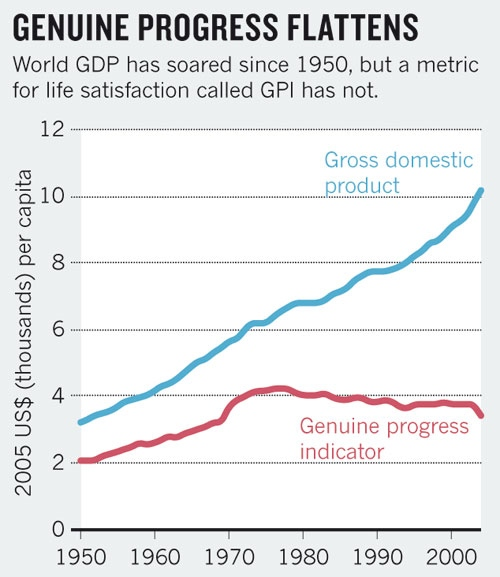 GENUINE PROGRESS FLATTENS
World GDP has soared since 1950, but a metric
for life satisfaction called GPI has not.
2005 US$ (thousands) per capita
12
10
8
6
4
2
0
Gross domestic
product
Genuine progress
indicator
1950 1960 1970 1980 1990 2000